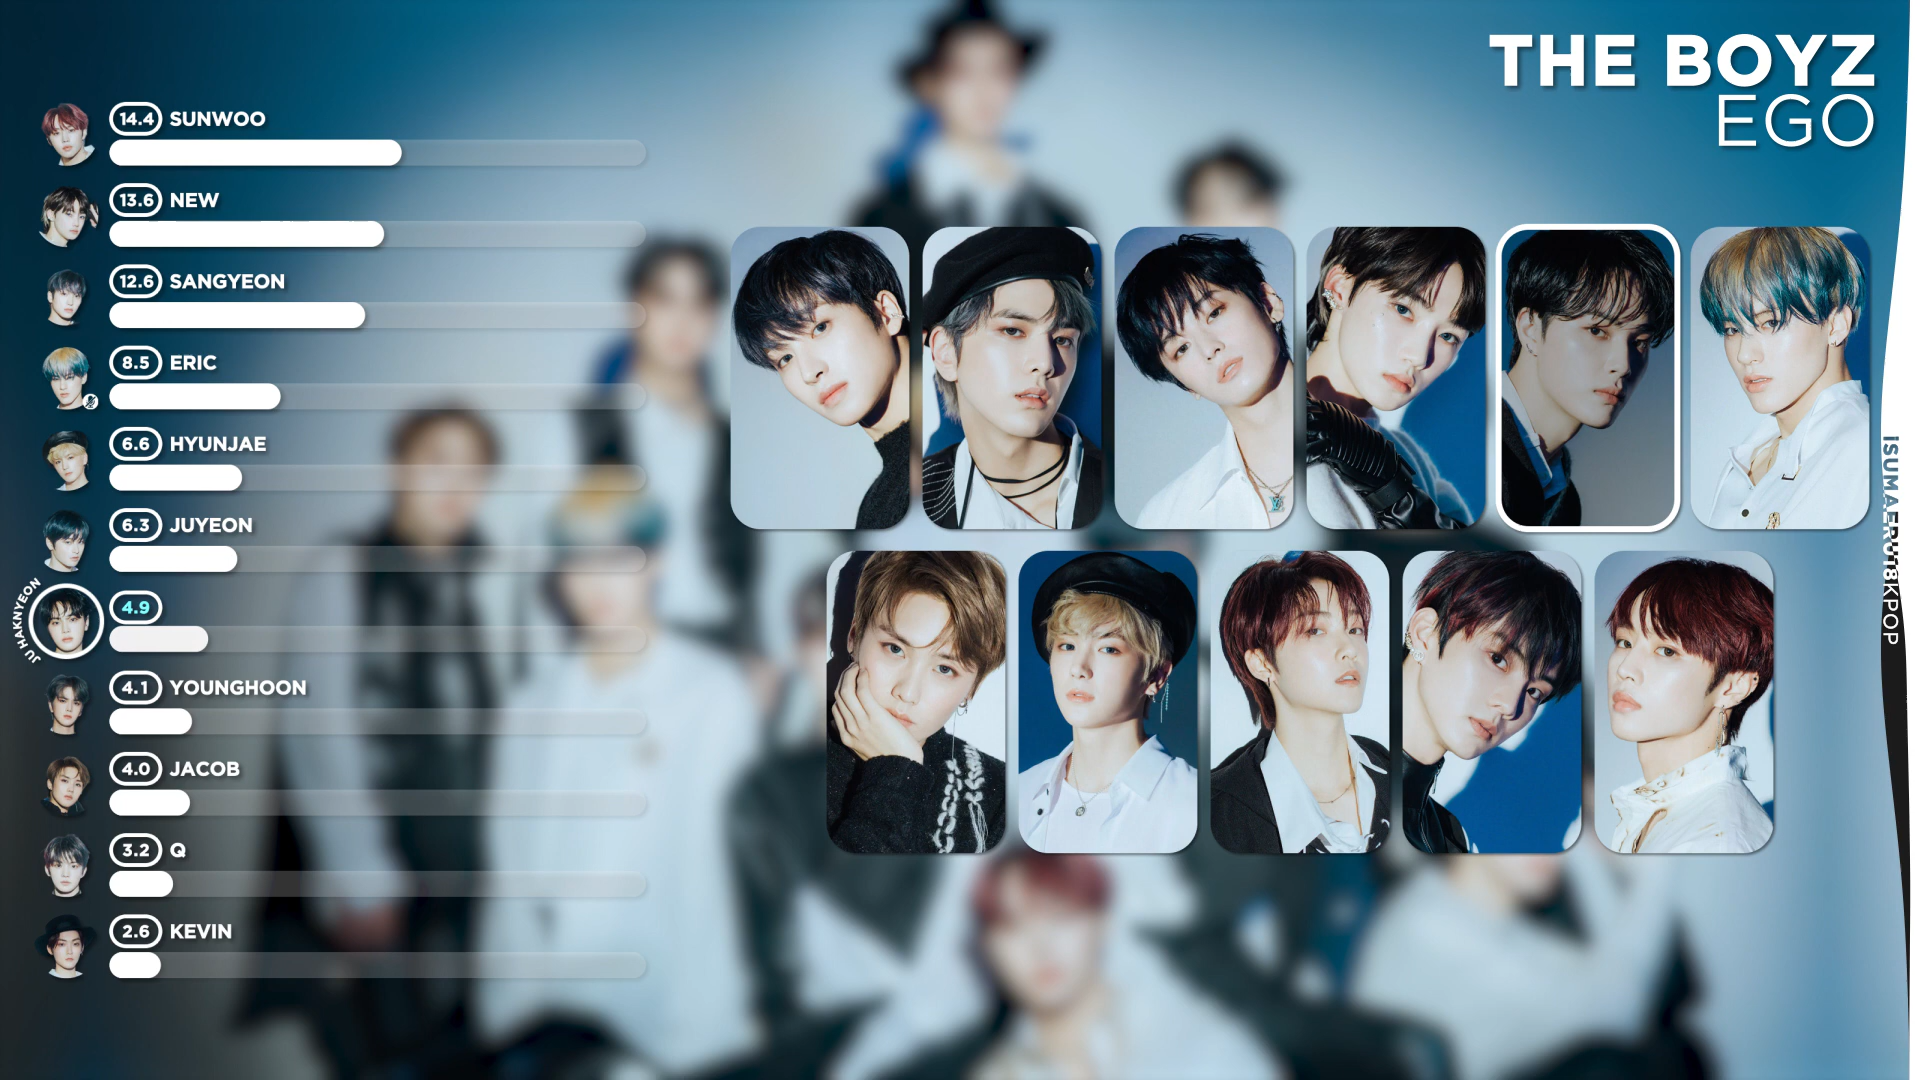 THE BOYZ
EGO
14.4 SUNWOO
13.6 NEW
12.6 SANGYEON
8.5 ERIC
6.6 HYUNJAE
6.3 JUYEON
JU HAKNYEON
4.9
4.1 YOUNGHOON
4.0 JACOB
3.2 Q
2.6 KEVIN
KPOP